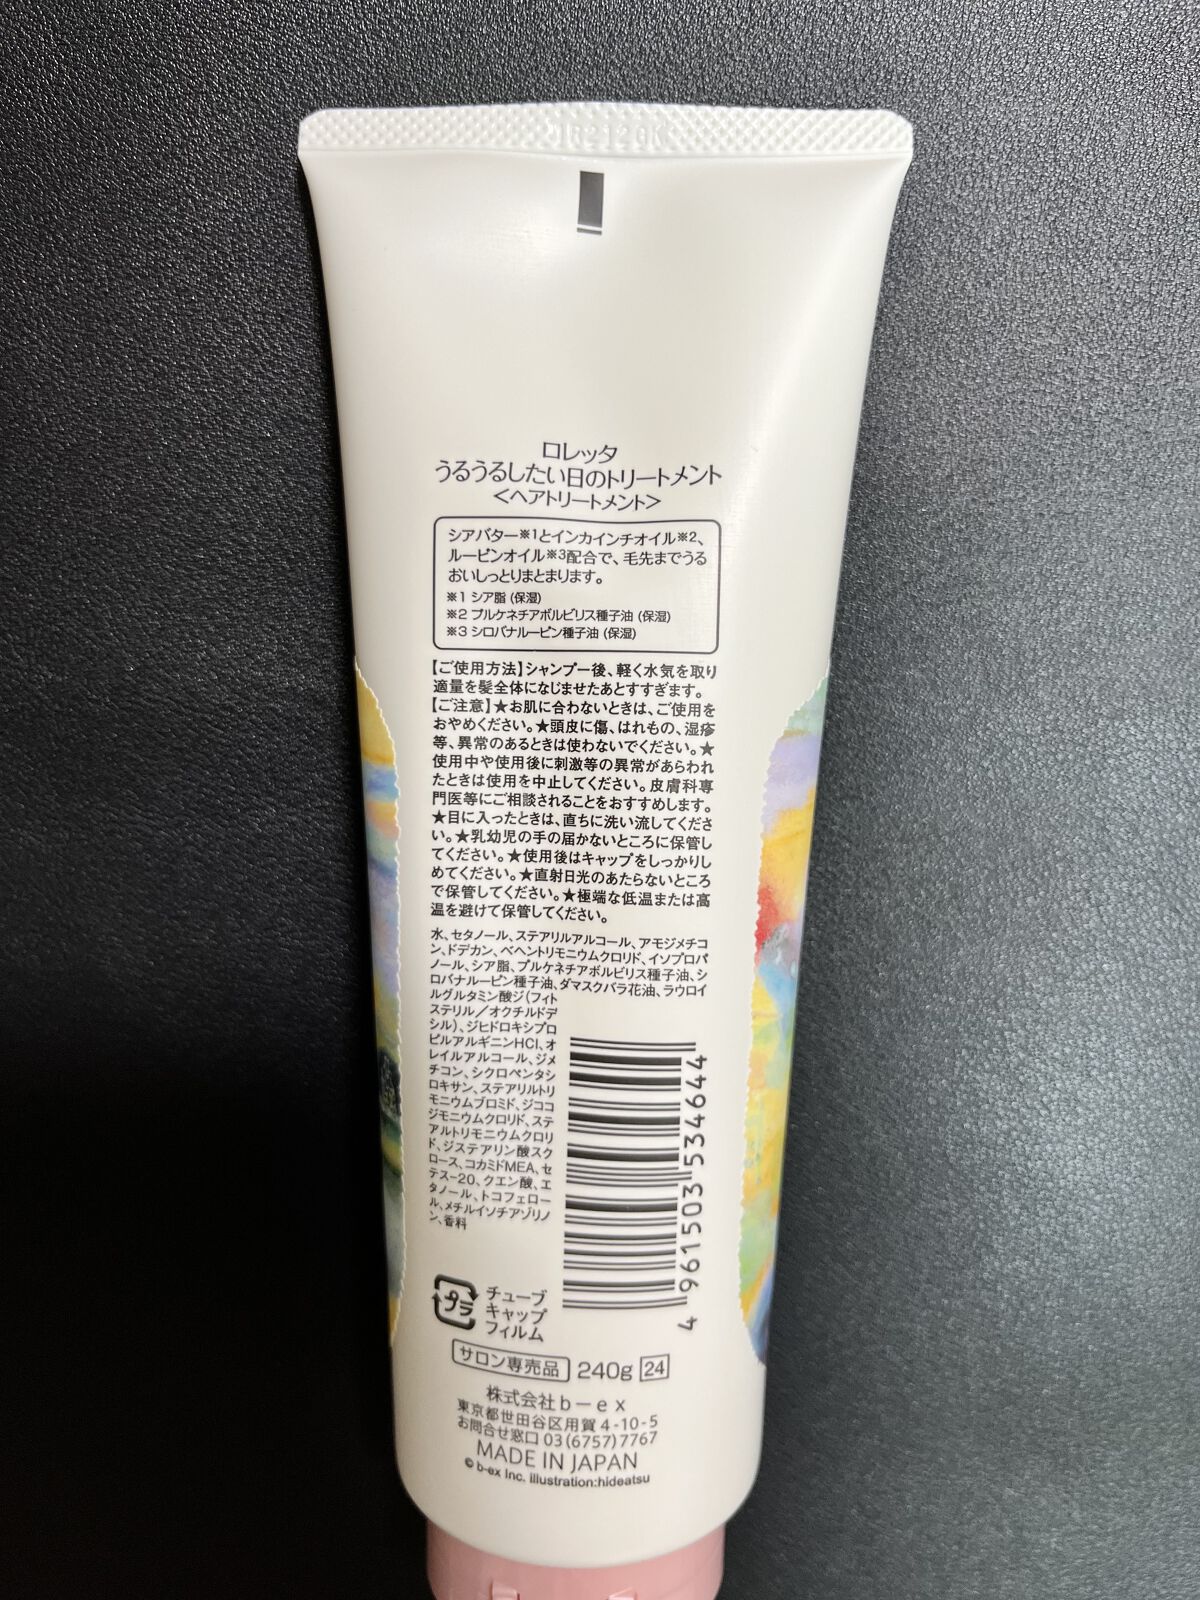 ロレッタ
うるうるしたい日のトリートメント
<ヘアトリートメント>
シアバター※1とインカインチオイル※2、
ルーピンオイル※3配合で、毛先までうる
おいしっとりまとまります。
※1 シア脂 (保湿)
※2 プルケネチアボルビリス種子油 (保湿)
※3 シロバナルーピン種子油 (保湿)
【ご使用方法】シャンプー後、軽く水気を取り
適量を髪全体になじませたあとすすぎます。
【ご注意】★お肌に合わないときは、ご使用を
おやめください。★頭皮に傷、はれもの、湿疹
等、異常のあるときは使わないでください。★
使用中や使用後に刺激等の異常があらわれ
たときは使用を中止してください。皮膚科専
門医等にご相談されることをおすすめします。
★目に入ったときは、直ちに洗い流してくださ
い。★乳幼児の手の届かないところに保管し
てください。★使用後はキャップをしっかりし
めてください。★直射日光のあたらないところ
で保管してください。★極端な低温または高
温を避けて保管してください。
水、セタノール、ステアリルアルコール、アモジメチコ
ン、ドデカン、ベヘントリモニウムクロリド、イソプロパ
ノール、シア脂、プルケネチアボルビリス種子油、シ
ロバナルーピン種子油、ダマスクバラ花油、ラウロイ
ルグルタミン酸ジ(フィト
ステリル/オクチルドデ
シル)、ジヒドロキシプロ
ピルアルギニンHCl、オ
レイルアルコール、ジメ
チコン、シクロペンタシ
ロキサン、ステアリルトリ
モニウムブロミド、ジココ
ジモニウムクロリド、ステ
アルトリモニウムクロリ
ド、ジステアリン酸スク
ロース、コカミドMEA、セ
テス-20、クエン酸、エ
タノール、トコフェロー
ル、メチルイソチアゾリノ
ン、香料
4 961503 534644
プラ
チューブ
キャップ
フィルム
サロン専売品 240g 24
株式会社b-ex
東京都世田谷区用賀4-10-5
お問合せ窓口 03(6757)7767
MADE IN JAPAN
© b-ex Inc. illustration:hideatsu